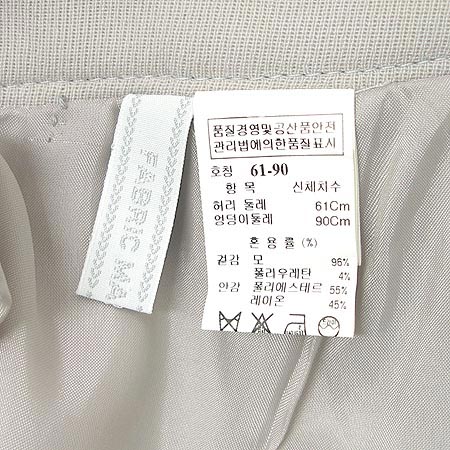 품질경영및공산품안전
관리법에의한품질표시
호칭 61-90
항 목 신체치수
허리 둘레 61Cm
엉덩이둘레 90Cm
혼 용 률 (%)
겉감 모 96%
폴리우레탄 4%
안감 폴리에스테르 55%
레이온 45%
FABRIC MA